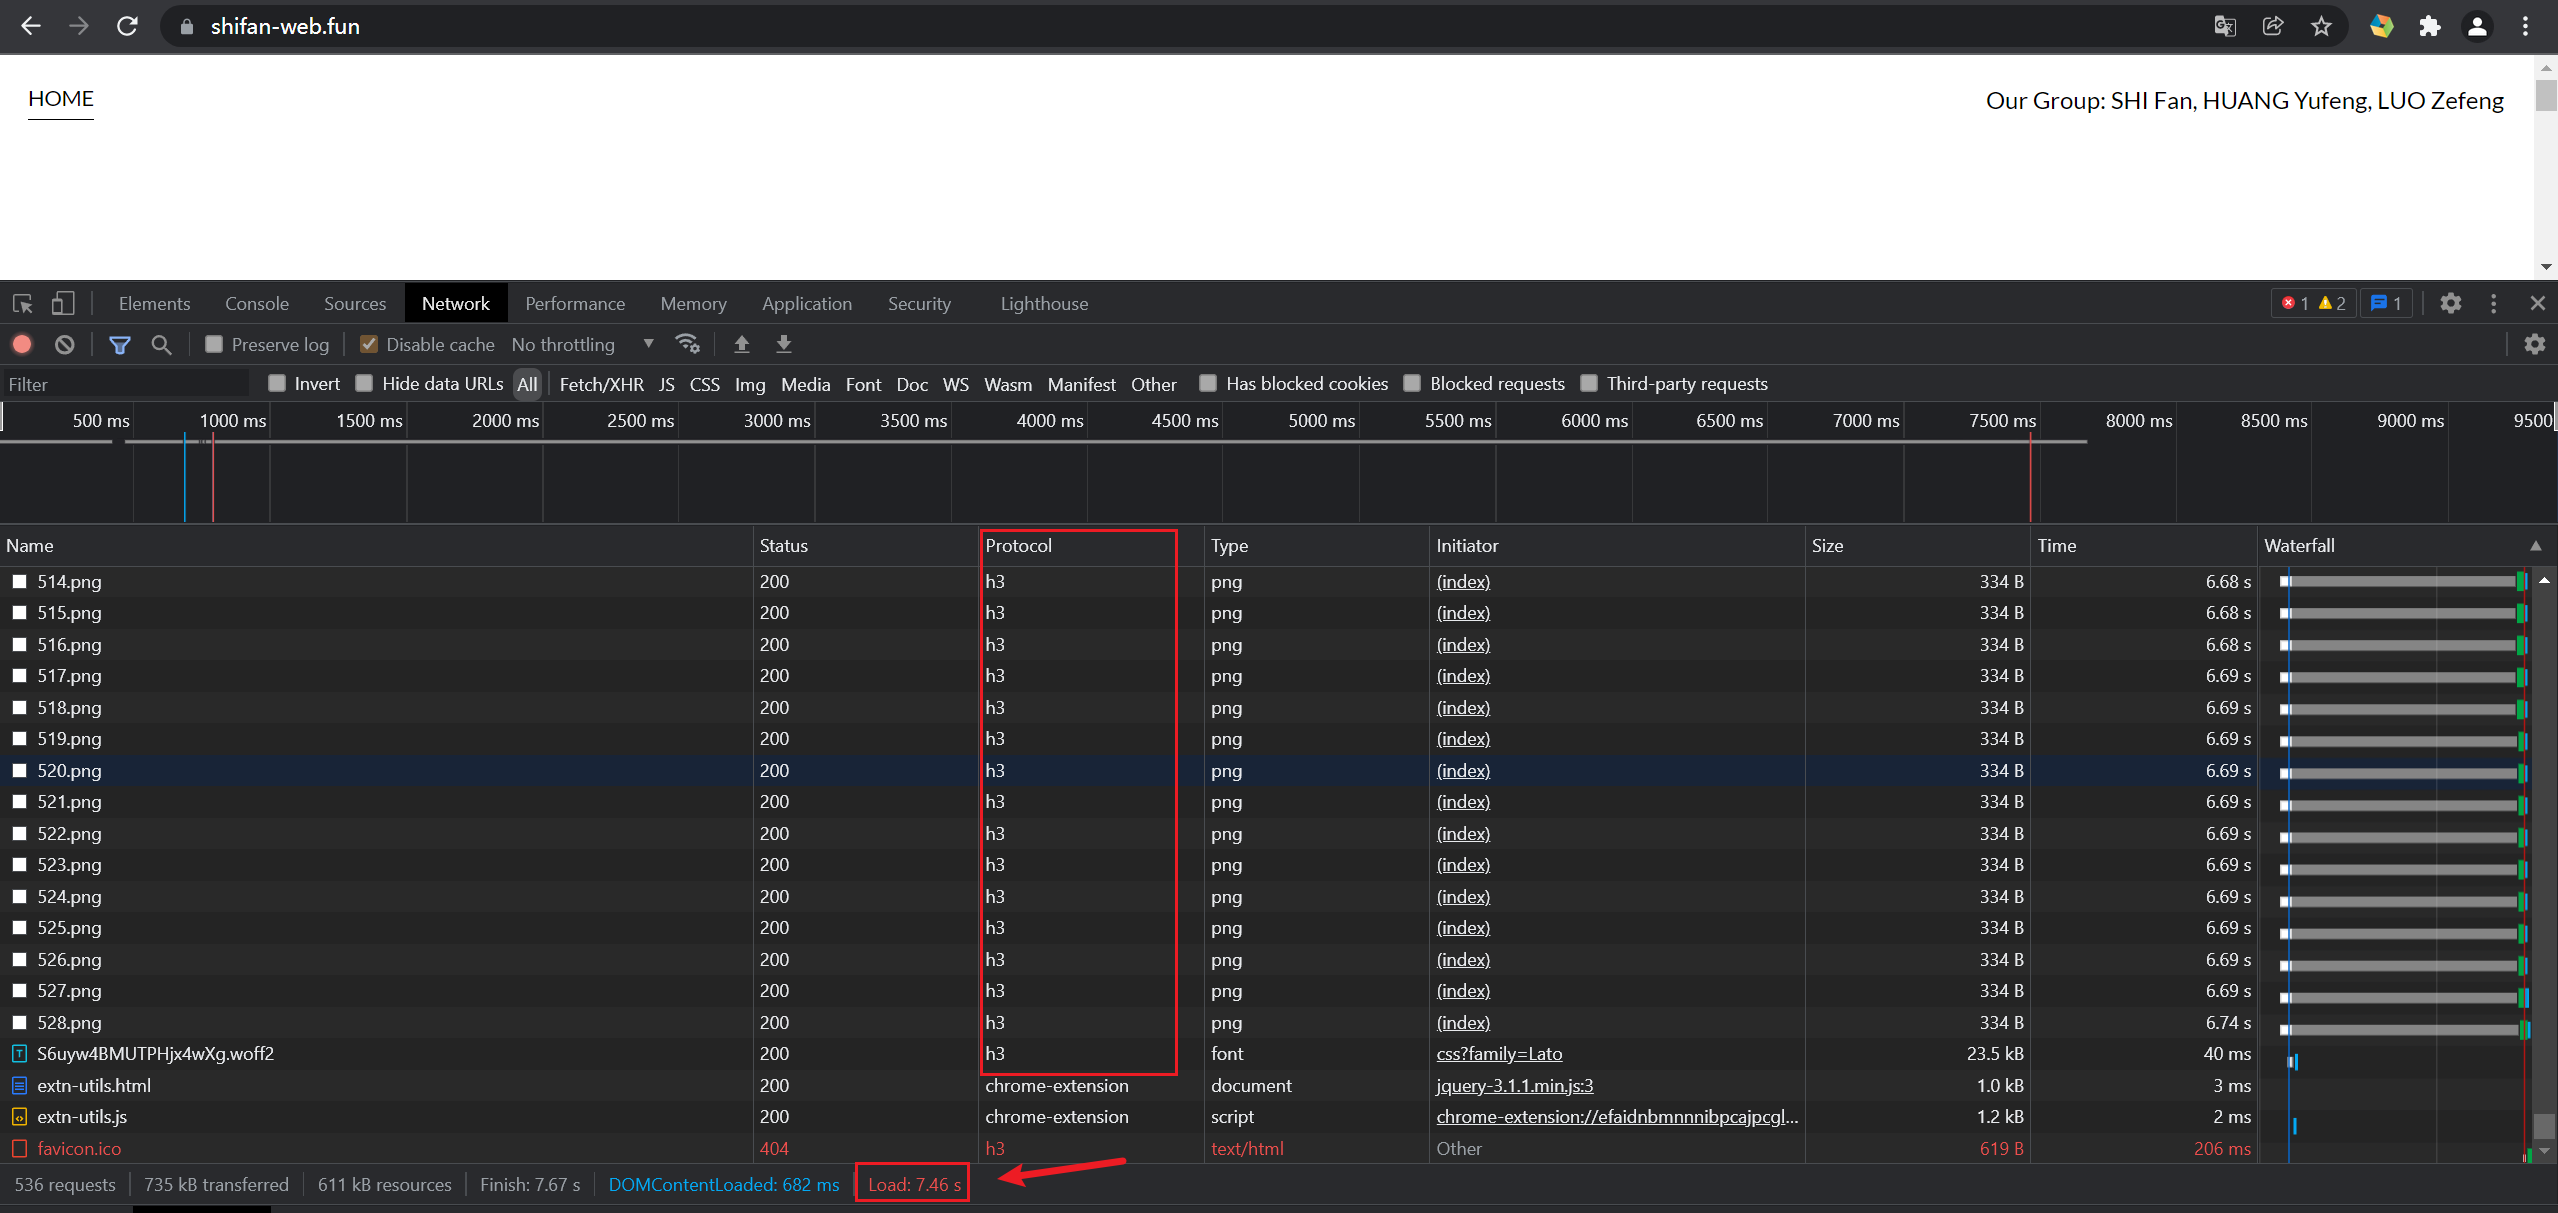 shifan-web.fun
HOME
Our Group: SHI Fan, HUANG Yufeng, LUO Zefeng
Elements Console Sources Network Performance Memory Application Security Lighthouse 1 2 1
Preserve log Disable cache No throttling
Filter Invert Hide data URLs All Fetch/XHR JS CSS Img Media Font Doc WS Wasm Manifest Other Has blocked cookies Blocked requests Third-party requests
500 ms 1000 ms 1500 ms 2000 ms 2500 ms 3000 ms 3500 ms 4000 ms 4500 ms 5000 ms 5500 ms 6000 ms 6500 ms 7000 ms 7500 ms 8000 ms 8500 ms 9000 ms 9500
Name Status Protocol Type Initiator Size Time Waterfall
514.png 200 h3 png (index) 334 B 6.68 s
515.png 200 h3 png (index) 334 B 6.68 s
516.png 200 h3 png (index) 334 B 6.68 s
517.png 200 h3 png (index) 334 B 6.69 s
518.png 200 h3 png (index) 334 B 6.69 s
519.png 200 h3 png (index) 334 B 6.69 s
520.png 200 h3 png (index) 334 B 6.69 s
521.png 200 h3 png (index) 334 B 6.69 s
522.png 200 h3 png (index) 334 B 6.69 s
523.png 200 h3 png (index) 334 B 6.69 s
524.png 200 h3 png (index) 334 B 6.69 s
525.png 200 h3 png (index) 334 B 6.69 s
526.png 200 h3 png (index) 334 B 6.69 s
527.png 200 h3 png (index) 334 B 6.69 s
528.png 200 h3 png (index) 334 B 6.74 s
S6uyw4BMUTPHjx4wXg.woff2 200 h3 font css?family=Lato 23.5 kB 40 ms
extn-utils.html 200 chrome-extension document jquery-3.1.1.min.js:3 1.0 kB 3 ms
extn-utils.js 200 chrome-extension script chrome-extension://efaidnbmnnnibpcajpcgl... 1.2 kB 2 ms
favicon.ico 404 h3 text/html Other 619 B 206 ms
536 requests 735 kB transferred 611 kB resources Finish: 7.67 s DOMContentLoaded: 682 ms Load: 7.46 s